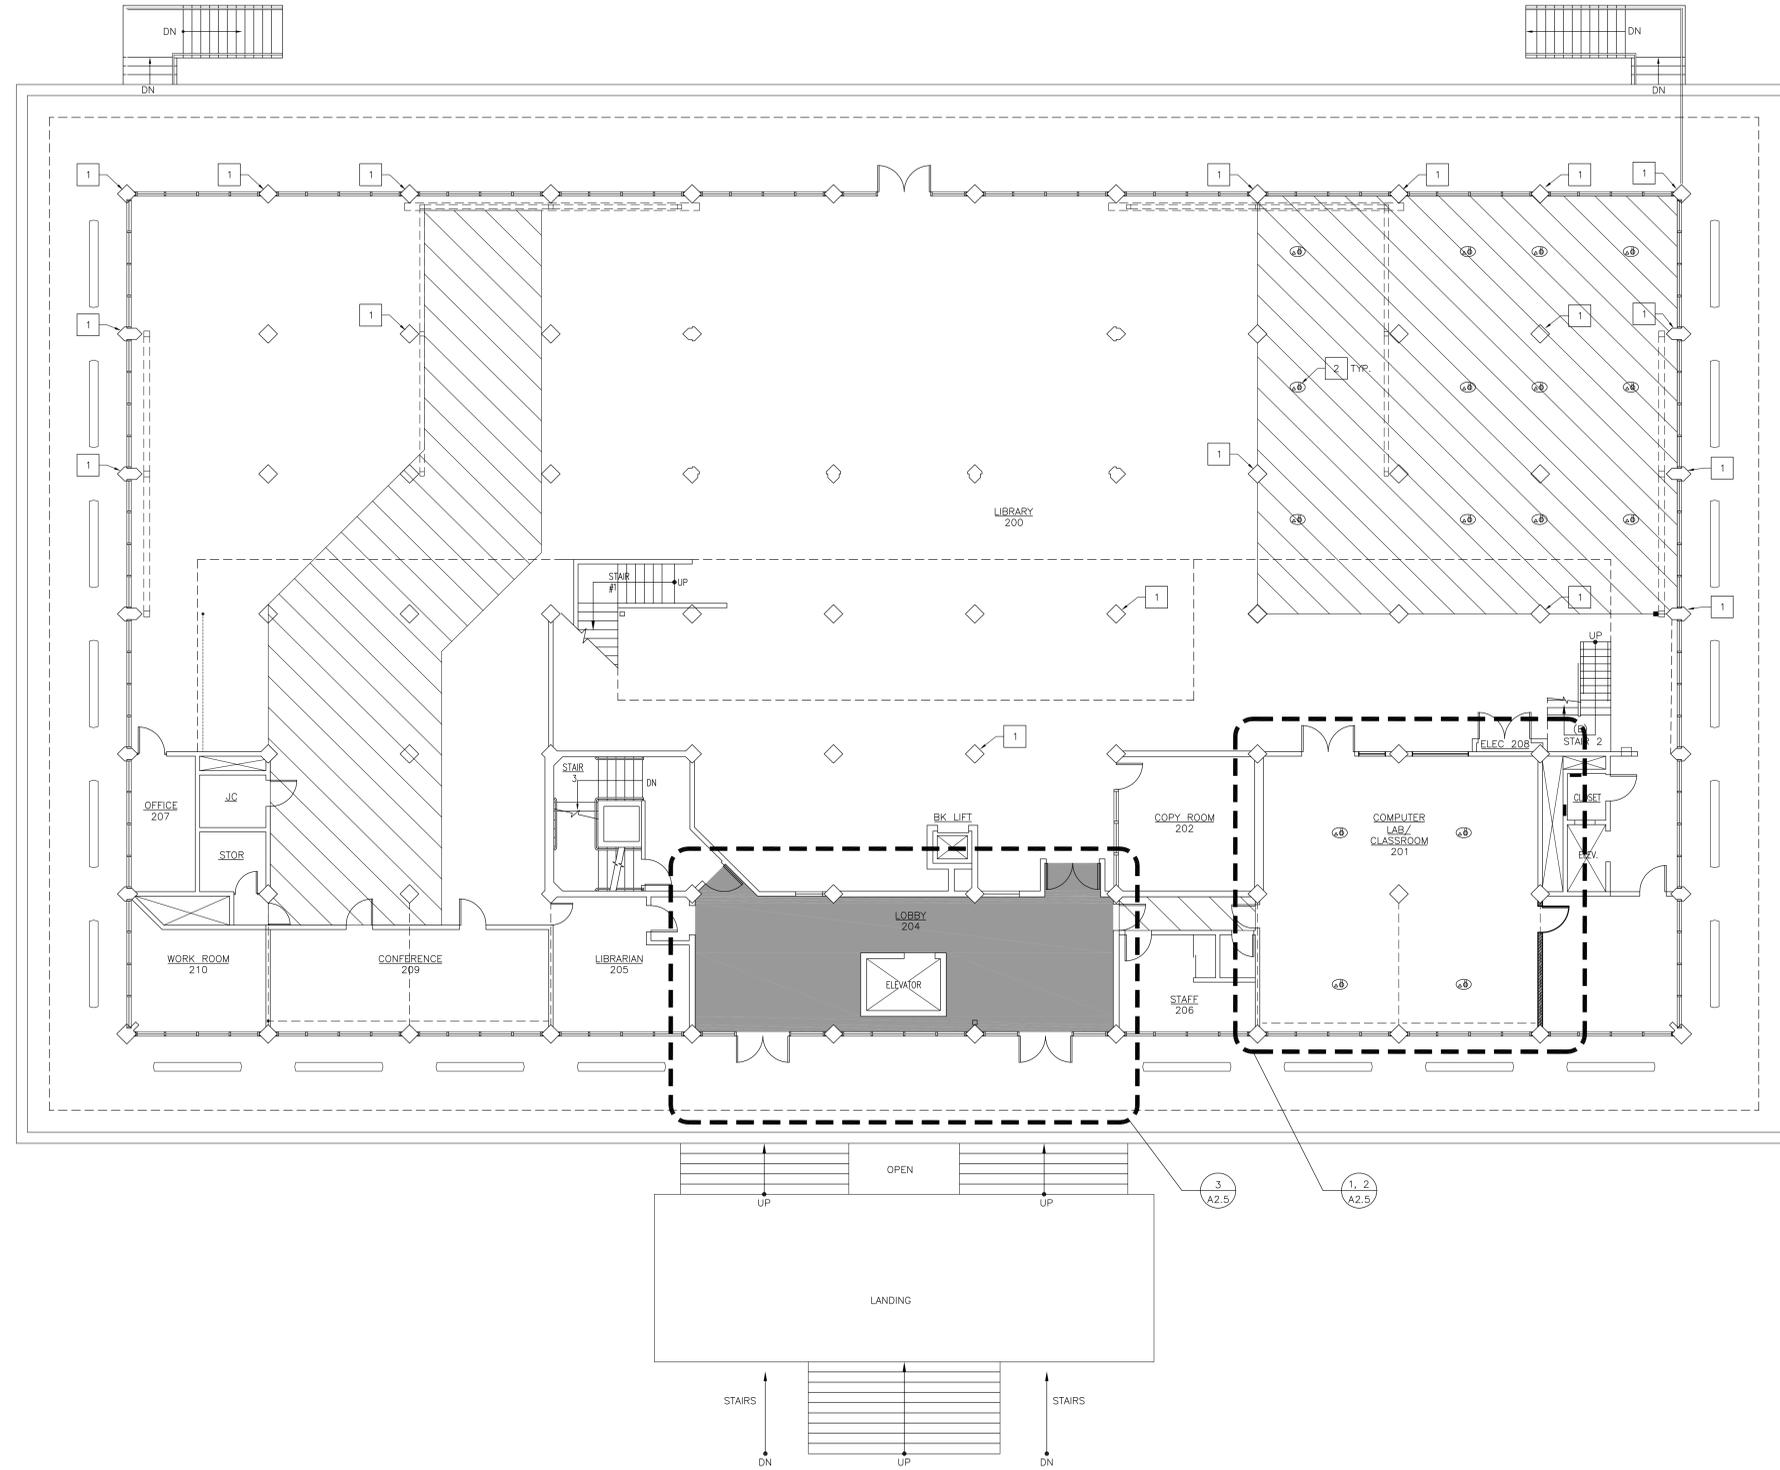 DN
DN
DN
DN
1
1
1
1
1
1
1
1
1
1
1
2 TYP.
1
1
1
LIBRARY
200
STAIR
#1
UP
1
1
1
UP
1
ELEC 208
(E)
STAIR 2
STAIR
3
DN
JC
OFFICE
207
STOR
BK LIFT
COPY ROOM
202
COMPUTER
LAB/
CLASSROOM
201
CLOSET
ELEV.
LOBBY
204
WORK ROOM
210
CONFERENCE
209
LIBRARIAN
205
ELEVATOR
STAFF
206
OPEN
UP
UP
3
A2.5
1, 2
A2.5
LANDING
STAIRS
STAIRS
DN
UP
DN